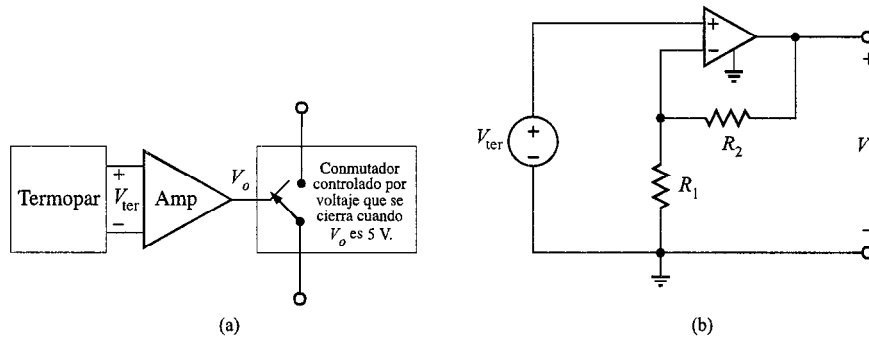 Termopar
+
V_ter
−
Amp
V_o
Conmutador
controlado por
voltaje que se
cierra cuando
V_o es 5 V.
(a)
+
−
V_ter
+
−
R_2
R_1
+
V
−
(b)